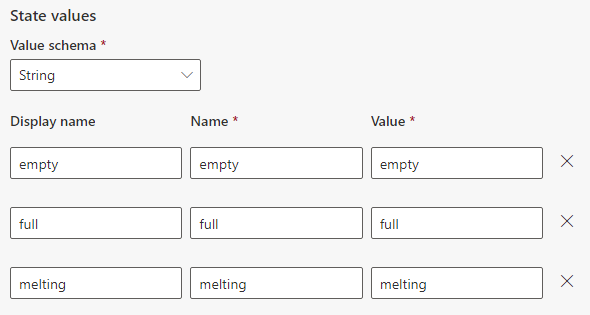 State values
Value schema *
String
Display name Name * Value *
empty empty empty
full full full
melting melting melting